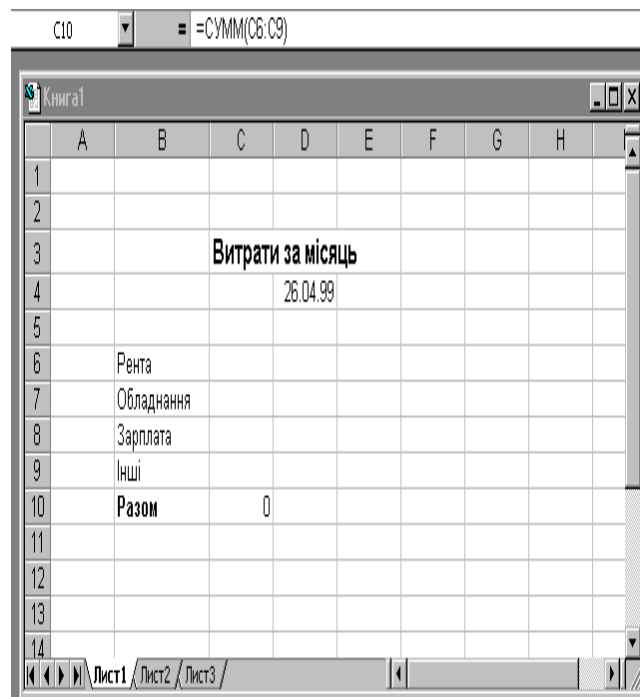 C10 = =СУММ(C6:C9)
Книга1
A B C D E F G H
1
2
3 Витрати за місяць
4 26.04.99
5
6 Рента
7 Обладнання
8 Зарплата
9 Інші
10 Разом 0
11
12
13
14
Лист1 Лист2 Лист3